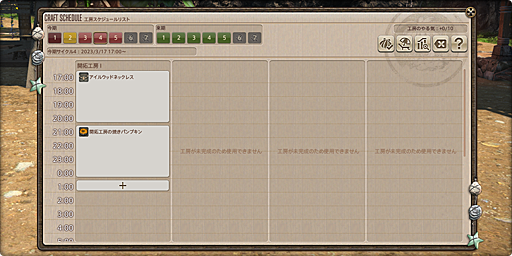 CRAFT SCHEDULE 工房スケジュールリスト
今週 来週
1 2 3 4 5 6 7 1 2 3 4 5 6 7
工房のやる気：+0/10
今期サイクル4：2023/3/17 17:00～
?
開拓工房1
17:00 アイルウッドネックレス
18:00
19:00
20:00
21:00 開拓工房の焼きパンプキン
22:00
23:00 工房が未完成のため使用できません 工房が未完成のため使用できません 工房が未完成のため使用できません
0:00
1:00 +
2:00
3:00
4:00
5:00